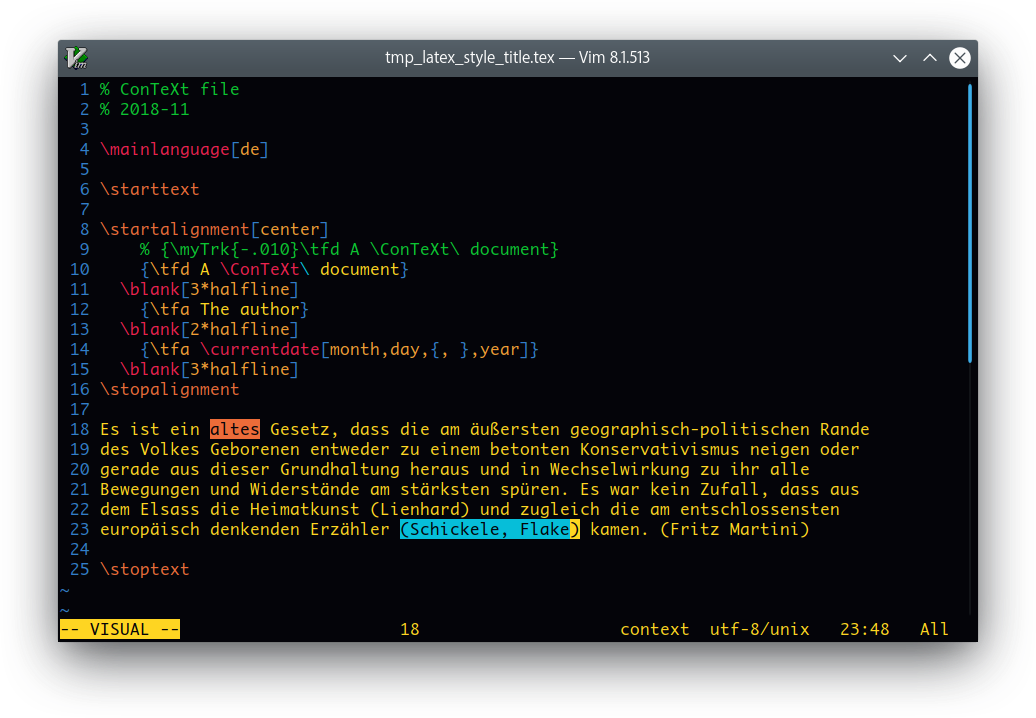 Vim
tmp_latex_style_title.tex — Vim 8.1.513
1 % ConTeXt file
2 % 2018-11
3
4 \mainlanguage[de]
5
6 \starttext
7
8 \startalignment[center]
9     % {\myTrk{-.010}\tfd A \ConTeXt\ document}
10     {\tfd A \ConTeXt\ document}
11   \blank[3*halfline]
12     {\tfa The author}
13   \blank[2*halfline]
14     {\tfa \currentdate[month,day,{, },year]}
15   \blank[3*halfline]
16 \stopalignment
17
18 Es ist ein altes Gesetz, dass die am äußersten geographisch-politischen Rande
19 des Volkes Geborenen entweder zu einem betonten Konservativismus neigen oder
20 gerade aus dieser Grundhaltung heraus und in Wechselwirkung zu ihr alle
21 Bewegungen und Widerstände am stärksten spüren. Es war kein Zufall, dass aus
22 dem Elsass die Heimatkunst (Lienhard) und zugleich die am entschlossensten
23 europäisch denkenden Erzähler (Schickele, Flake) kamen. (Fritz Martini)
24
25 \stoptext
~
~
-- VISUAL -- 18 context utf-8/unix 23:48 All